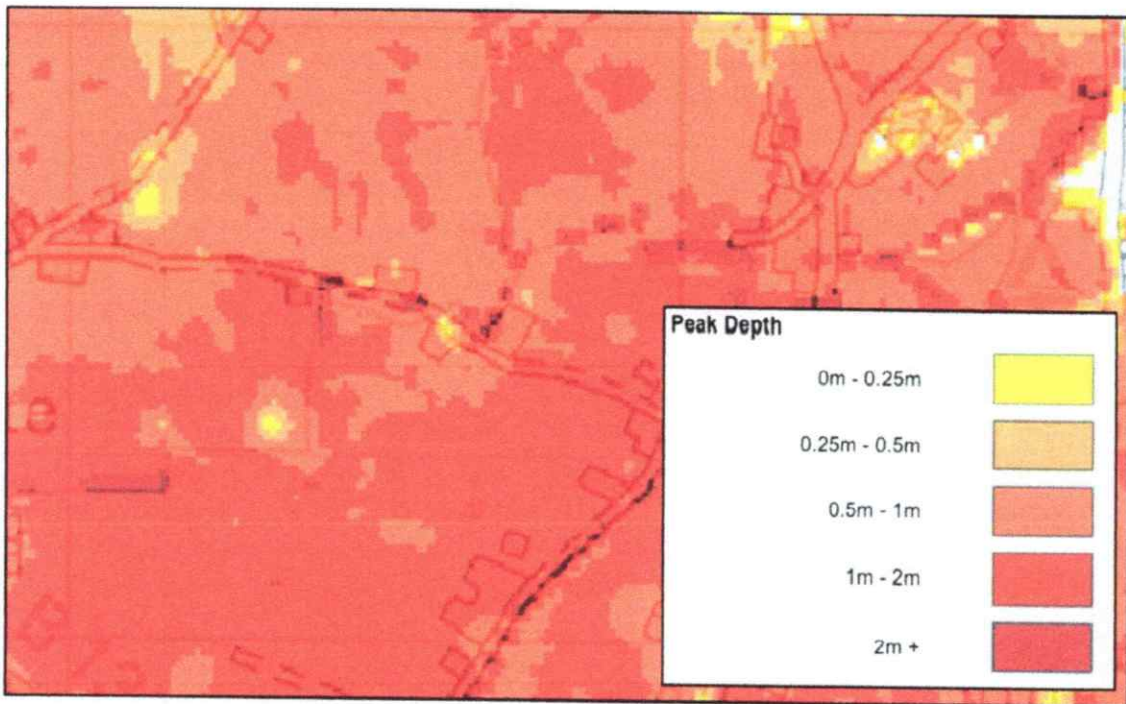 Peak Depth
0m - 0.25m
0.25m - 0.5m
0.5m - 1m
1m - 2m
2m +